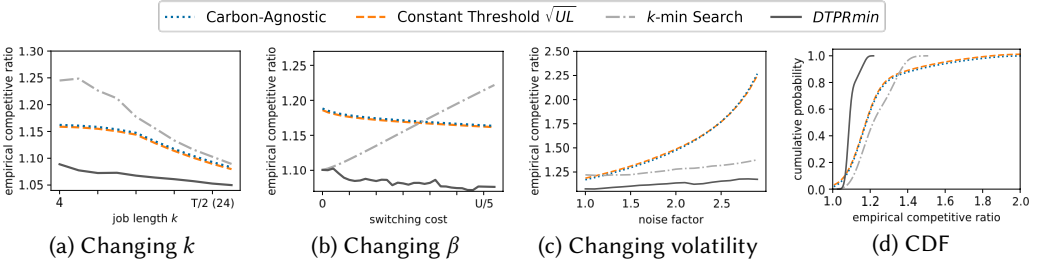 Carbon-Agnostic Constant Threshold √UL k-min Search DTPRmin
empirical competitive ratio
1.30
1.25
1.20
1.15
1.10
1.05
4
T/2 (24)
job length k
(a) Changing k
empirical competitive ratio
1.25
1.20
1.15
1.10
0
U/5
switching cost
(b) Changing β
empirical competitive ratio
2.50
2.25
2.00
1.75
1.50
1.25
1.0 1.5 2.0 2.5
noise factor
(c) Changing volatility
cumulative probability
1.0
0.8
0.6
0.4
0.2
0.0
1.0 1.2 1.4 1.6 1.8 2.0
empirical competitive ratio
(d) CDF